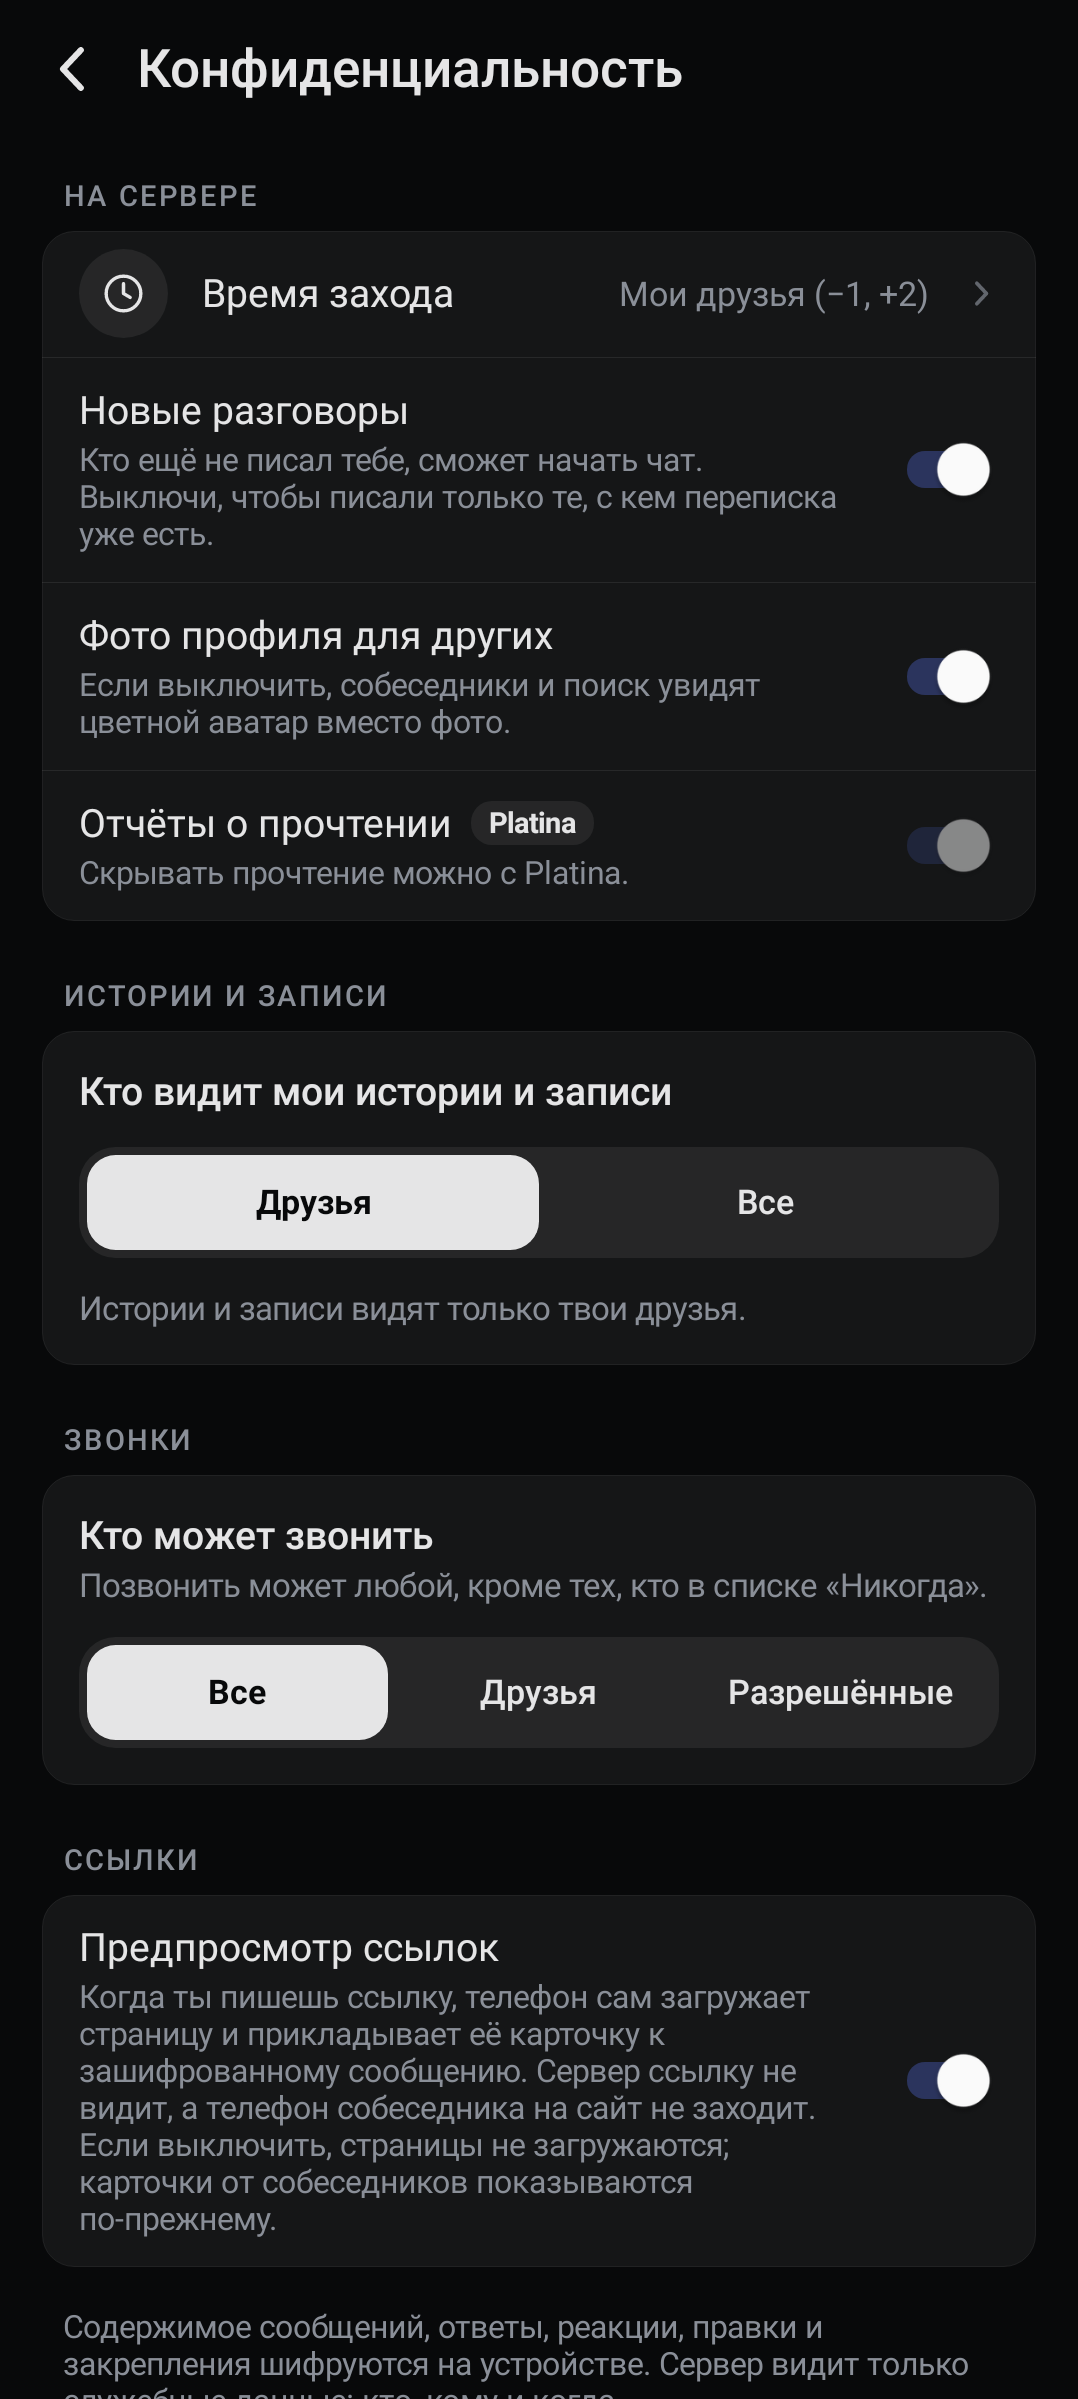 Конфиденциальность
НА СЕРВЕРЕ
Время захода
Мои друзья (−1, +2)
Новые разговоры
Кто ещё не писал тебе, сможет начать чат.
Выключи, чтобы писали только те, с кем переписка
уже есть.
Фото профиля для других
Если выключить, собеседники и поиск увидят
цветной аватар вместо фото.
Отчёты о прочтении Platina
Скрывать прочтение можно с Platina.
ИСТОРИИ И ЗАПИСИ
Кто видит мои истории и записи
Друзья Все
Истории и записи видят только твои друзья.
ЗВОНКИ
Кто может звонить
Позвонить может любой, кроме тех, кто в списке «Никогда».
Все Друзья Разрешённые
ССЫЛКИ
Предпросмотр ссылок
Когда ты пишешь ссылку, телефон сам загружает
страницу и прикладывает её карточку к
зашифрованному сообщению. Сервер ссылку не
видит, а телефон собеседника на сайт не заходит.
Если выключить, страницы не загружаются;
карточки от собеседников показываются
по-прежнему.
Содержимое сообщений, ответы, реакции, правки и
закрепления шифруются на устройстве. Сервер видит только
служебные данные: кто, кому и когда.